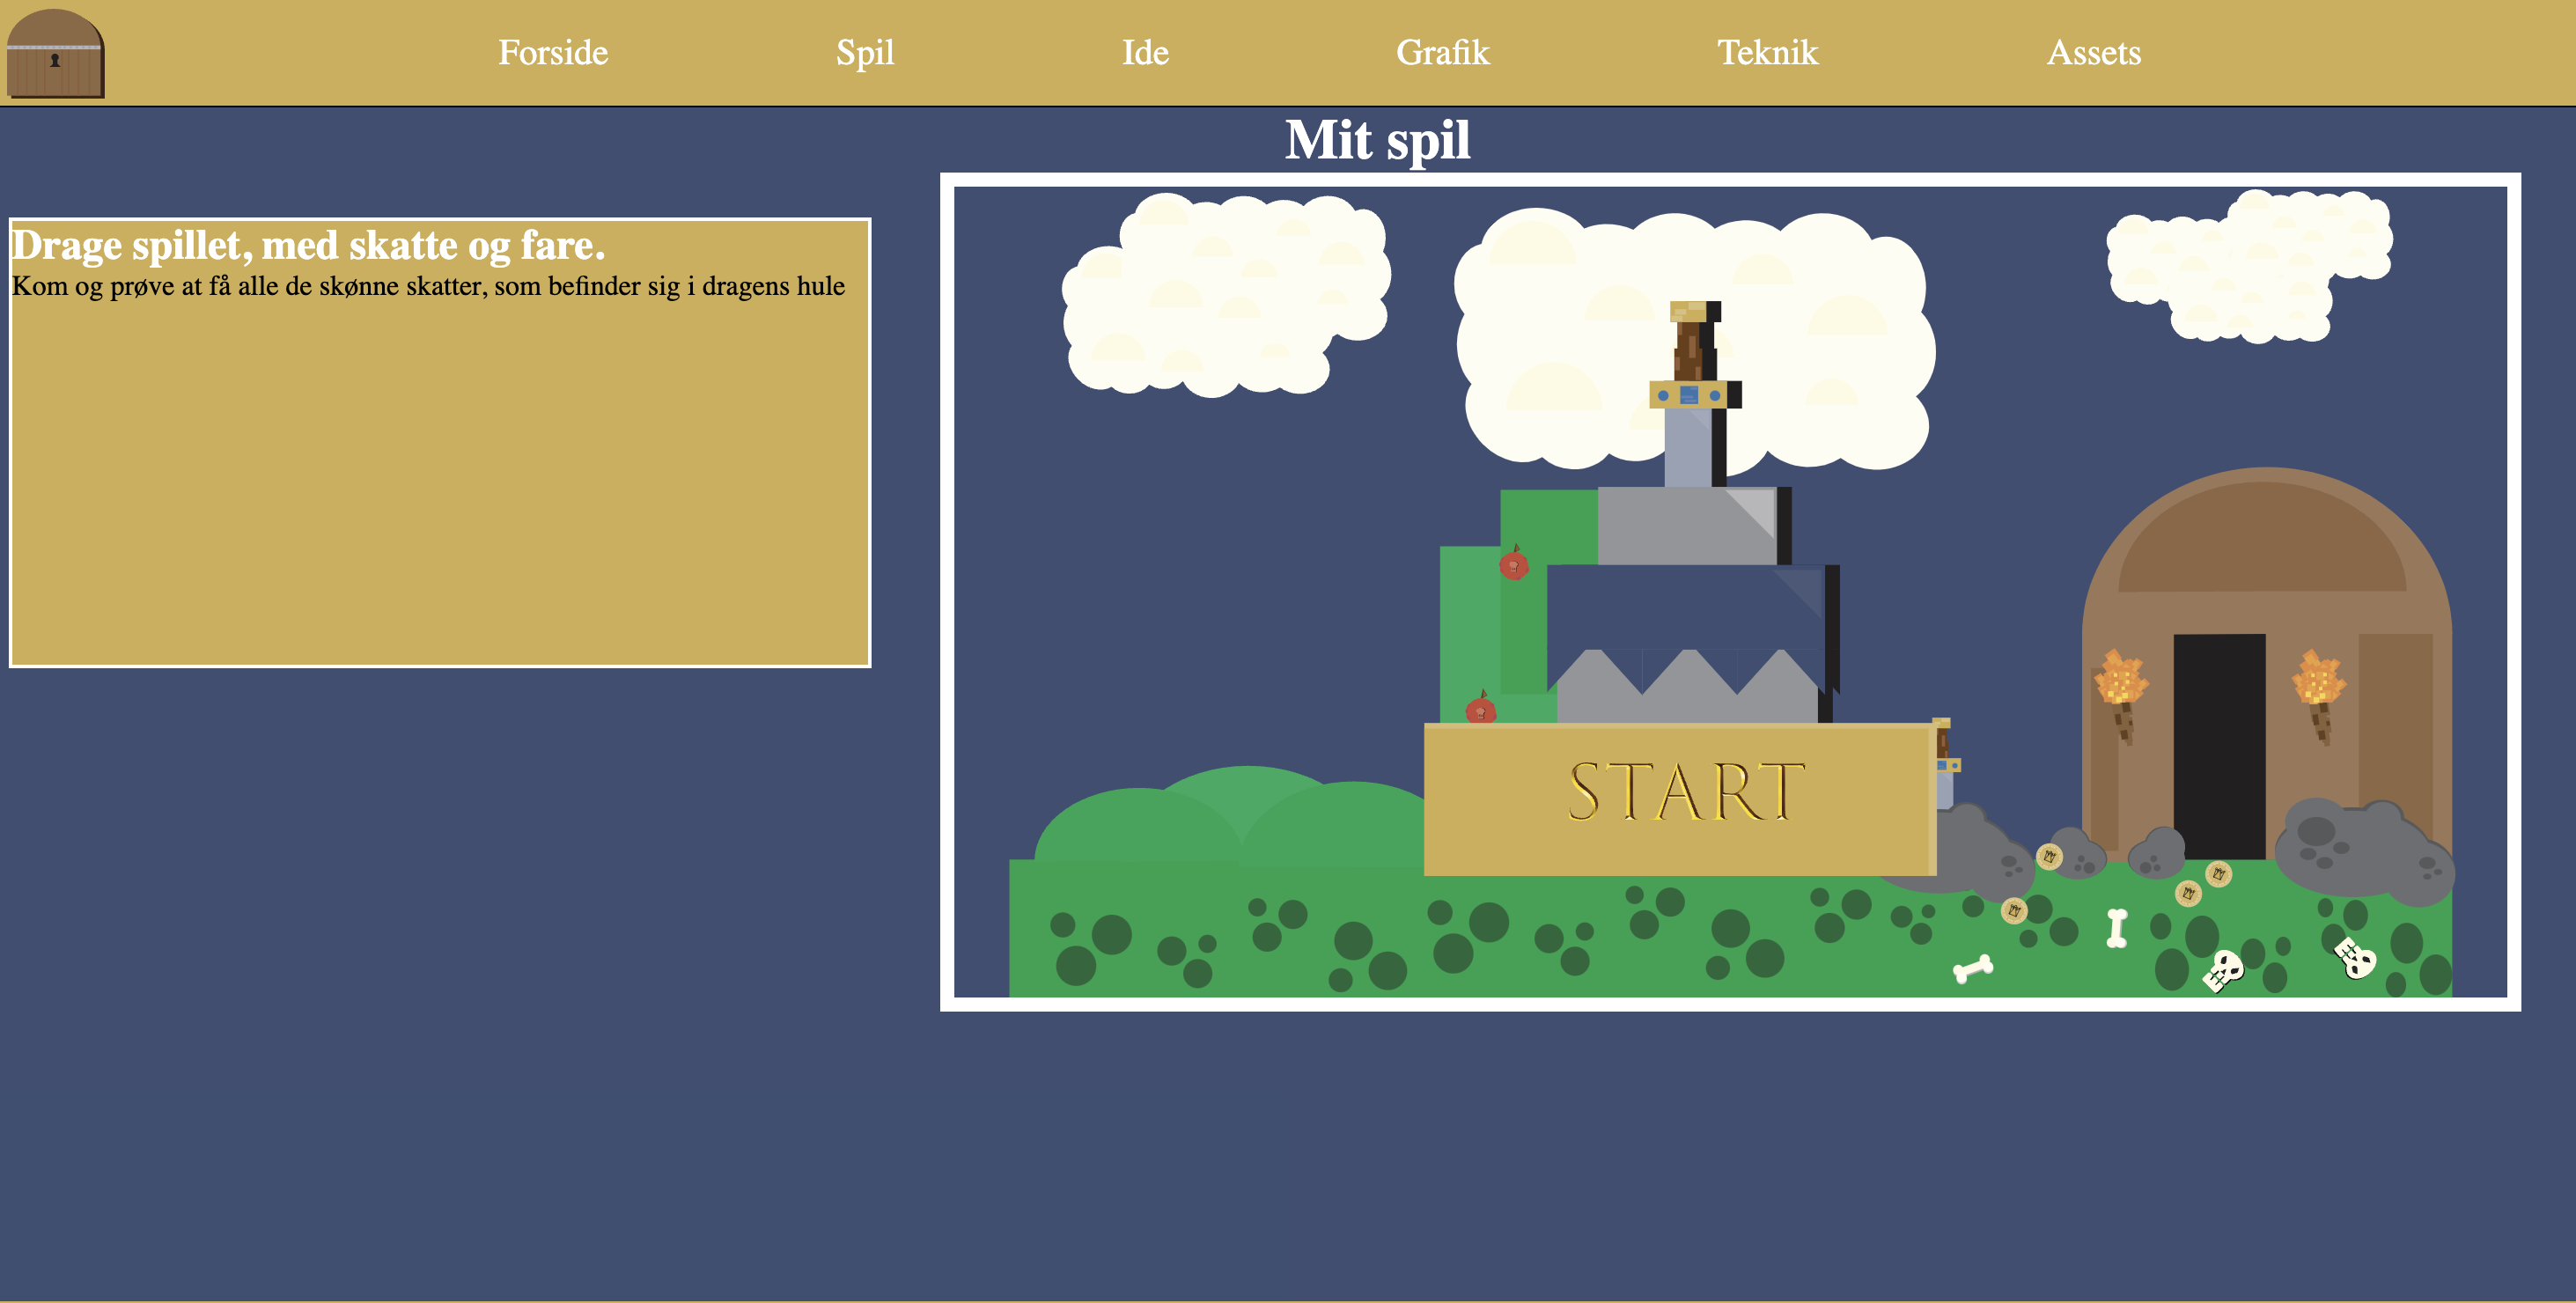 Forside Spil Ide Grafik Teknik Assets
Mit spil
Drage spillet, med skatte og fare.
Kom og prøve at få alle de skønne skatter, som befinder sig i dragens hule
START